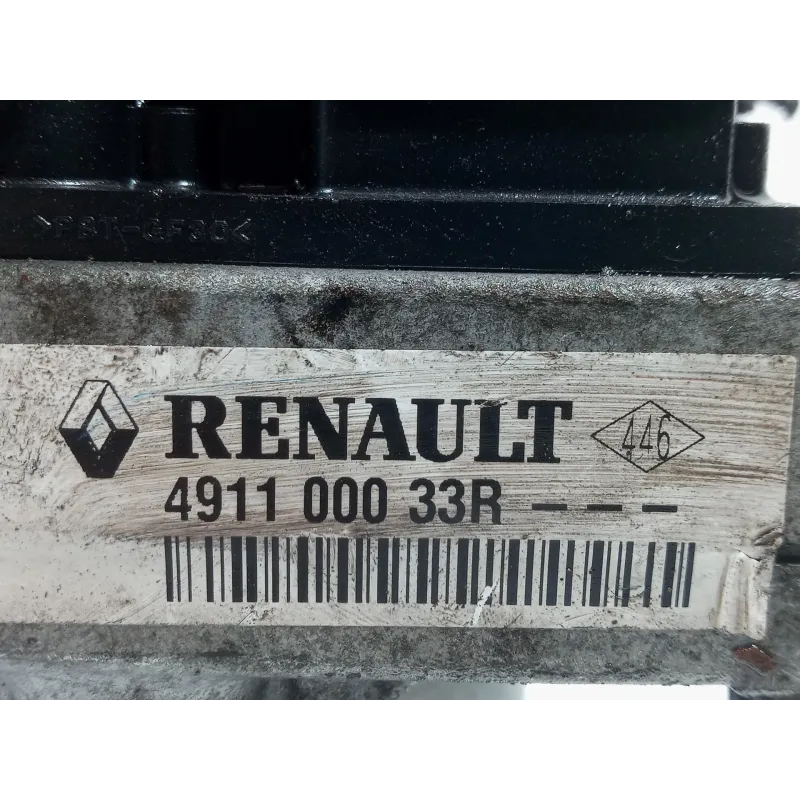 >PBT-GF30<
RENAULT 446
4911 000 33R - - -